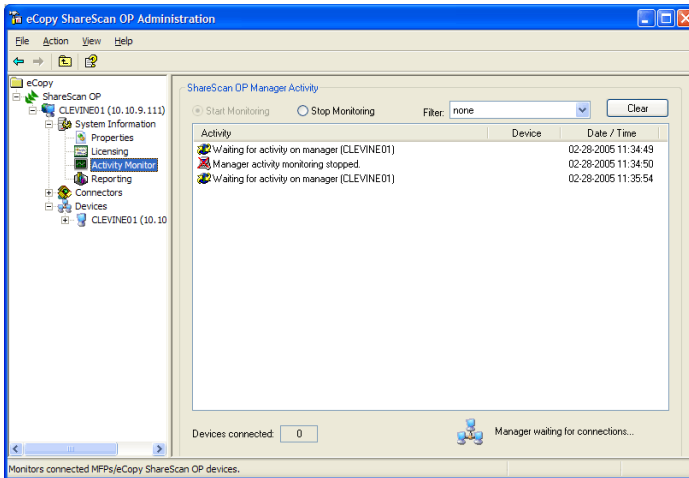 eCopy ShareScan OP Administration
File Action View Help
eCopy
ShareScan OP
CLEVINE01 (10.10.9.111)
System Information
Properties
Licensing
Activity Monitor
Reporting
Connectors
Devices
CLEVINE01 (10.10
ShareScan OP Manager Activity
Start Monitoring Stop Monitoring Filter: none Clear
Activity Device Date / Time
Waiting for activity on manager (CLEVINE01) 02-28-2005 11:34:49
Manager activity monitoring stopped. 02-28-2005 11:34:50
Waiting for activity on manager (CLEVINE01) 02-28-2005 11:35:54
Devices connected: 0 Manager waiting for connections...
Monitors connected MFPs/eCopy ShareScan OP devices.